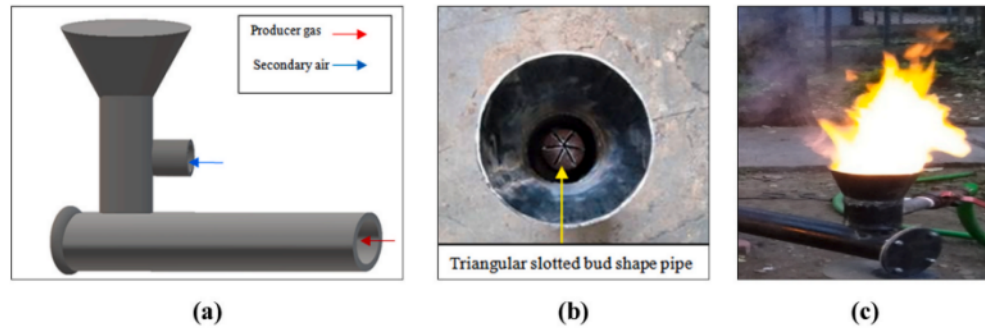 Producer gas
Secondary air
Triangular slotted bud shape pipe
(a)
(b)
(c)